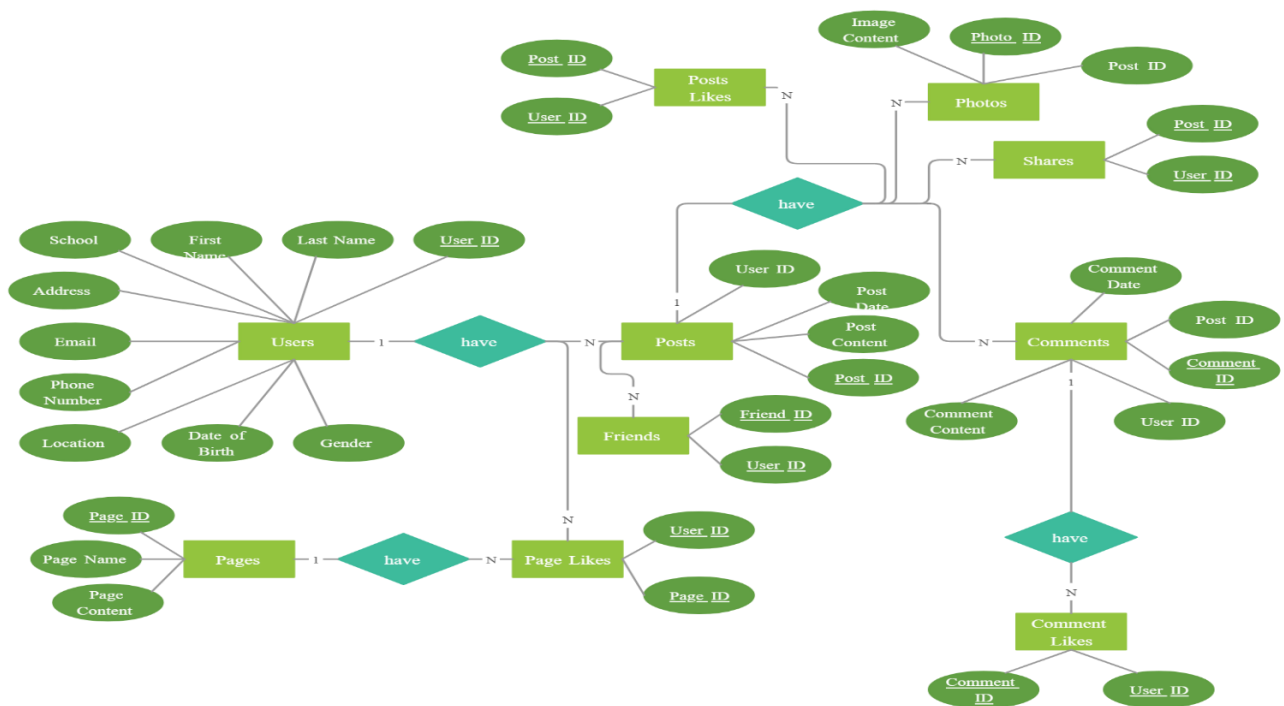 Image
Content
Photo ID
Post ID
Post ID
User ID
Posts
Likes
N
N
Photos
N
Shares
Post ID
User ID
have
School
First
Name
Last Name
User ID
Address
Email
Phone
Number
Location
Date of
Birth
Gender
Users
1
have
N
1
User ID
Post
Date
Post
Content
Post ID
Posts
N
Friends
Friend ID
User ID
N
Comments
Comment
Date
Post ID
Comment
ID
User ID
Comment
Content
1
have
N
Comment
Likes
Comment
ID
User ID
Page ID
Page Name
Page
Content
Pages
1
have
N
N
Page Likes
User ID
Page ID